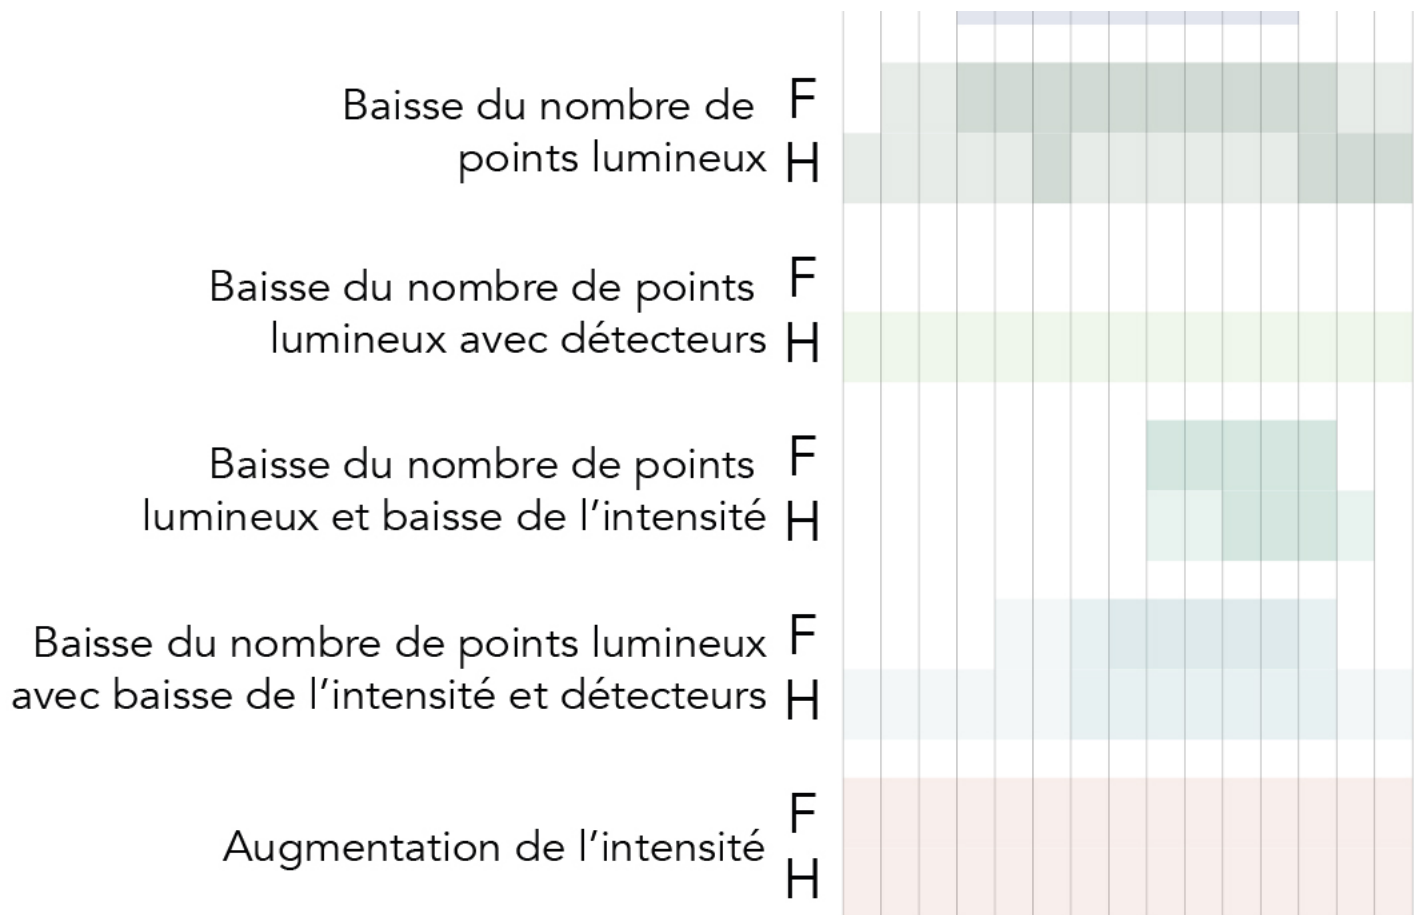 Baisse du nombre de F
points lumineux H
Baisse du nombre de points F
lumineux avec détecteurs H
Baisse du nombre de points F
lumineux et baisse de l’intensité H
Baisse du nombre de points lumineux F
avec baisse de l’intensité et détecteurs H
F
Augmentation de l’intensité
H